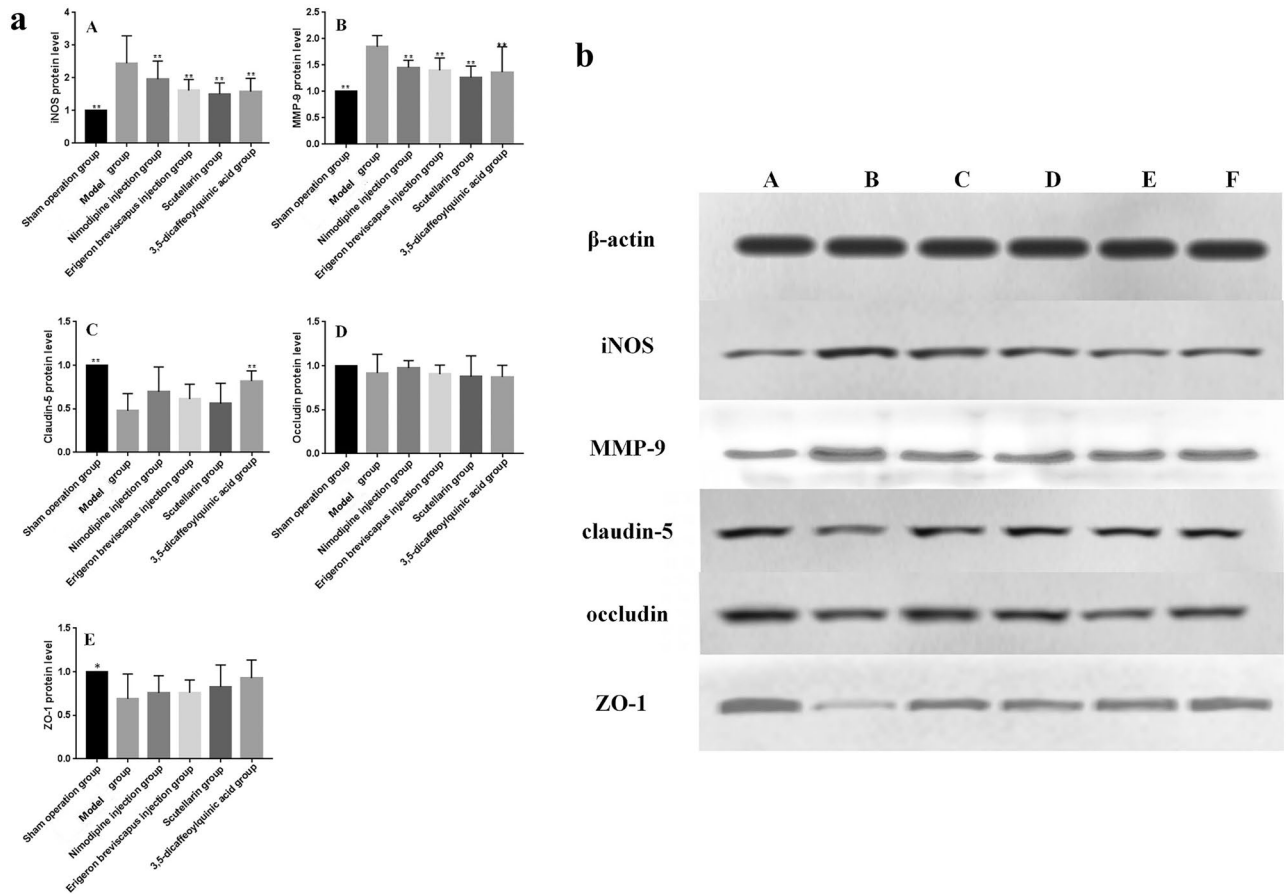 a
A
iNOS protein level
4
3
2
1
0
**
**
**
**
**
Sham operation group
Model group
Nimodipine injection group
Erigeron breviscapus injection group
Scutellarin group
3,5-dicaffeoylquinic acid group
B
MMP-9 protein level
2.5
2.0
1.5
1.0
0.5
0.0
**
**
**
**
**
Sham operation group
Model group
Nimodipine injection group
Erigeron breviscapus injection group
Scutellarin group
3,5-dicaffeoylquinic acid group
C
Claudin-5 protein level
1.5
1.0
0.5
0.0
**
**
Sham operation group
Model group
Nimodipine injection group
Erigeron breviscapus injection group
Scutellarin group
3,5-dicaffeoylquinic acid group
D
Occludin protein level
1.5
1.0
0.5
0.0
Sham operation group
Model group
Nimodipine injection group
Erigeron breviscapus injection group
Scutellarin group
3,5-dicaffeoylquinic acid group
E
ZO-1 protein level
1.5
1.0
0.5
0.0
*
Sham operation group
Model group
Nimodipine injection group
Erigeron breviscapus injection group
Scutellarin group
3,5-dicaffeoylquinic acid group
b
A B C D E F
β-actin
iNOS
MMP-9
claudin-5
occludin
ZO-1